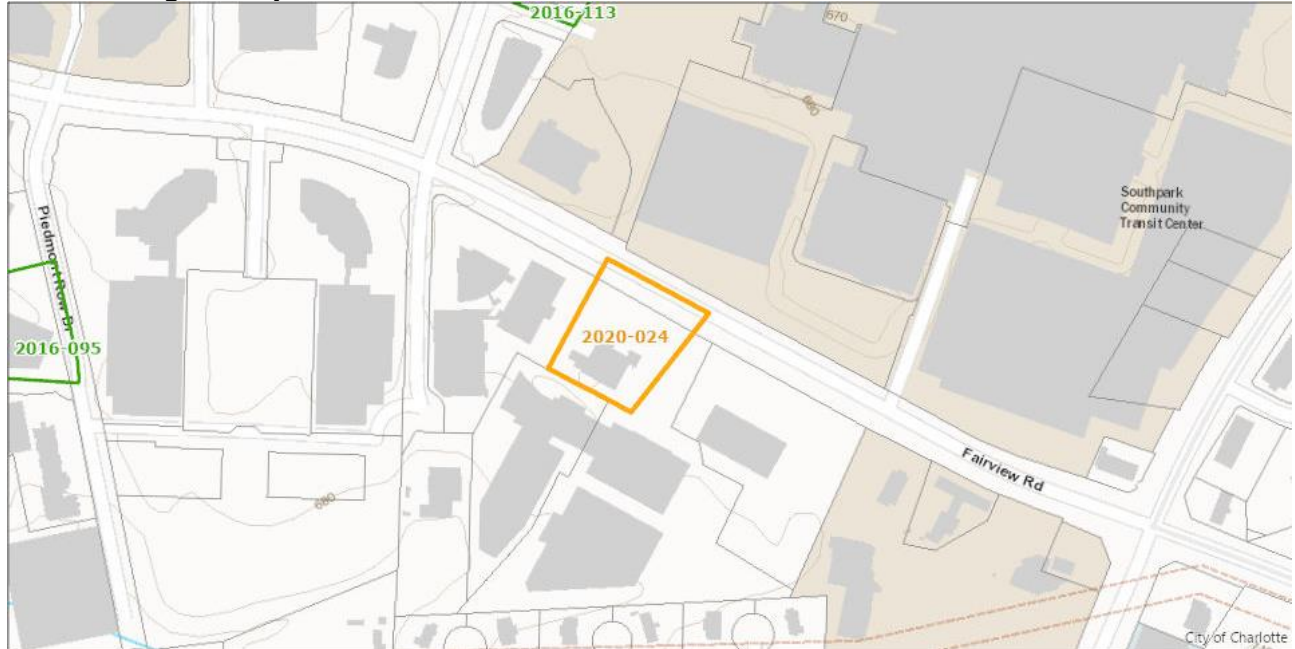 2016-113
670
680
Southpark
Community
Transit Center
Piedmont Row Dr
2020-024
2016-095
Fairview Rd
680
City of Charlotte